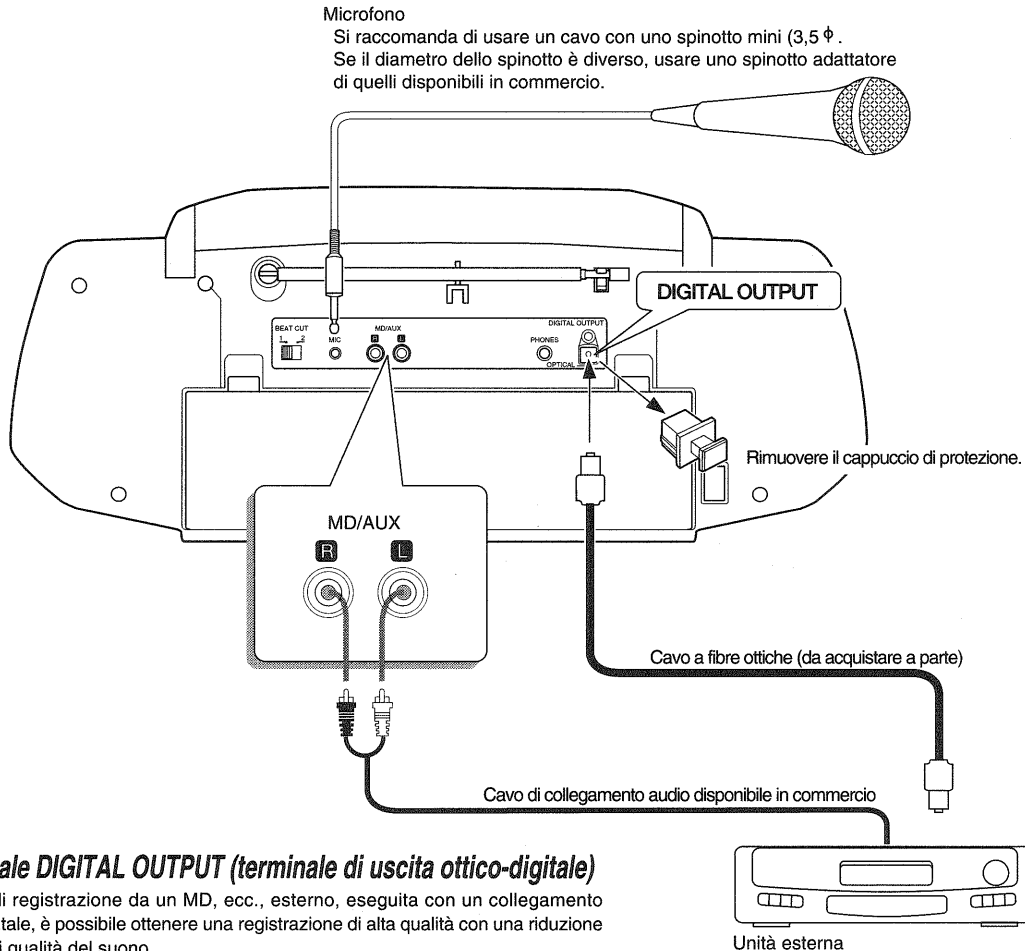 Microfono
Si raccomanda di usare un cavo con uno spinotto mini (3,5 ϕ .
Se il diametro dello spinotto è diverso, usare uno spinotto adattatore
di quelli disponibili in commercio.
DIGITAL OUTPUT
BEAT CUT
1 2
MIC
MD/AUX
R L
PHONES
DIGITAL OUTPUT
OPTICAL
Rimuovere il cappuccio di protezione.
MD/AUX
R L
Cavo a fibre ottiche (da acquistare a parte)
Cavo di collegamento audio disponibile in commercio
ale DIGITAL OUTPUT (terminale di uscita ottico-digitale)
di registrazione da un MD, ecc., esterno, eseguita con un collegamento
tale, è possibile ottenere una registrazione di alta qualità con una riduzione
i qualità del suono.
Unità esterna